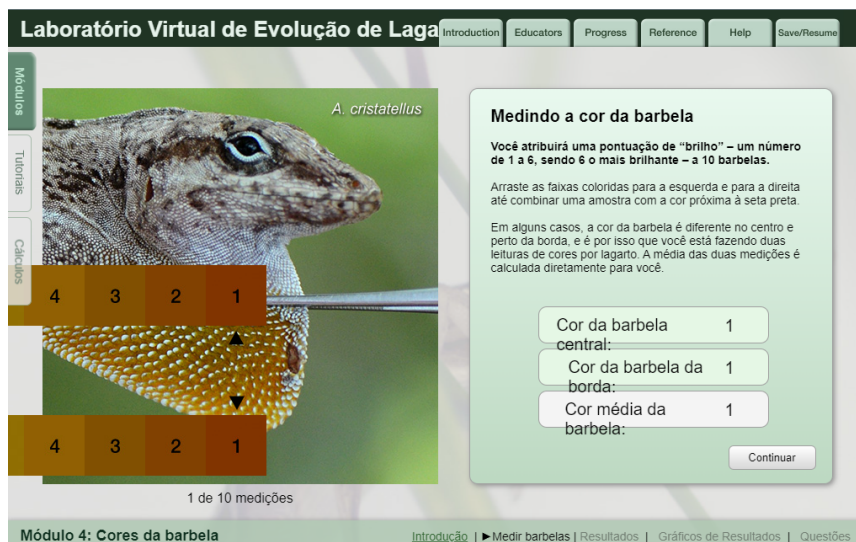 Laboratório Virtual de Evolução de Laga
Introduction
Educators
Progress
Reference
Help
Save/Resume
Módulos
Tutoriais
Cálculos
A. cristatellus
4 3 2 1
4 3 2 1
1 de 10 medições
Medindo a cor da barbela
Você atribuirá uma pontuação de “brilho” – um número
de 1 a 6, sendo 6 o mais brilhante – a 10 barbelas.
Arraste as faixas coloridas para a esquerda e para a direita
até combinar uma amostra com a cor próxima à seta preta.
Em alguns casos, a cor da barbela é diferente no centro e
perto da borda, e é por isso que você está fazendo duas
leituras de cores por lagarto. A média das duas medições é
calculada diretamente para você.
Cor da barbela 1
central:
Cor da barbela da 1
borda:
Cor média da 1
barbela:
Continuar
Módulo 4: Cores da barbela
Introdução | ►Medir barbelas | Resultados | Gráficos de Resultados | Questões